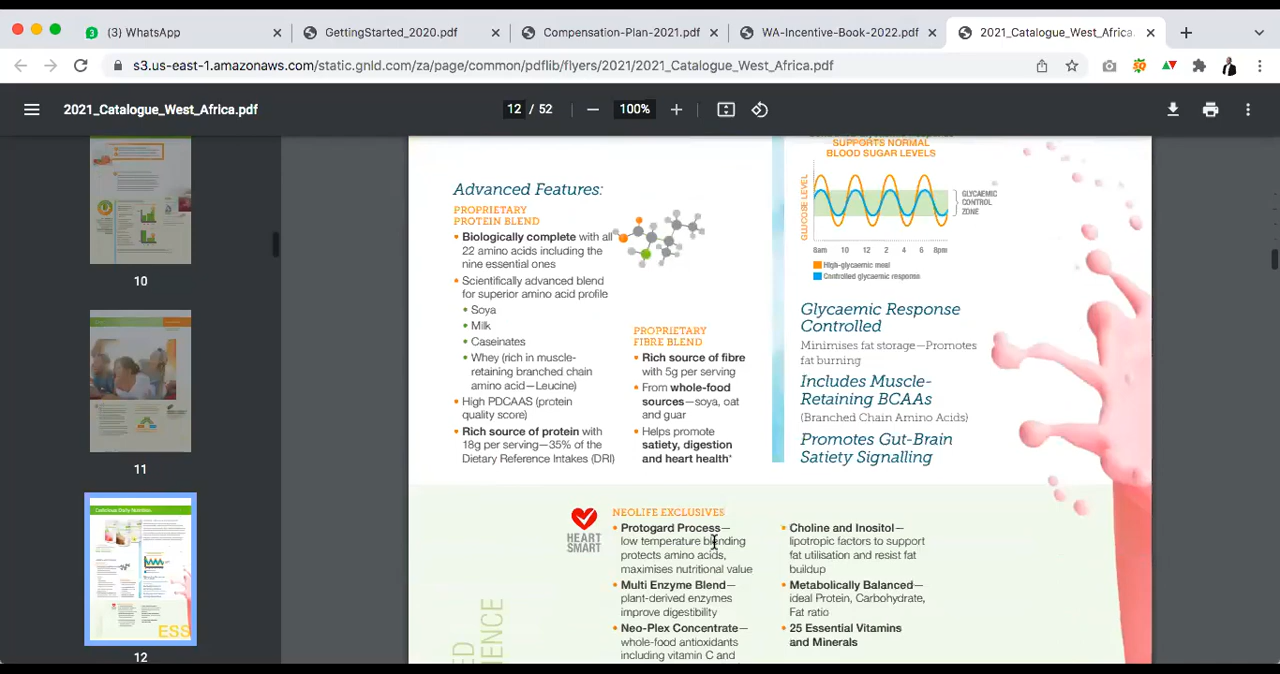 (3) WhatsApp
GettingStarted_2020.pdf
Compensation-Plan-2021.pdf
WA-Incentive-Book-2022.pdf
2021_Catalogue_West_Africa.
s3.us-east-1.amazonaws.com/static.gnld.com/za/page/common/pdflib/flyers/2021/2021_Catalogue_West_Africa.pdf
2021_Catalogue_West_Africa.pdf
12 / 52
100%
10
11
12
ESS
Advanced Features:
PROPRIETARY
PROTEIN BLEND
• Biologically complete with all
22 amino acids including the
nine essential ones
• Scientifically advanced blend
for superior amino acid profile
• Soya
• Milk
• Caseinates
• Whey (rich in muscle-
retaining branched chain
amino acid—Leucine)
• High PDCAAS (protein
quality score)
• Rich source of protein with
18g per serving—35% of the
Dietary Reference Intakes (DRI)
PROPRIETARY
FIBRE BLEND
• Rich source of fibre
with 5g per serving
• From whole-food
sources—soya, oat
and guar
• Helps promote
satiety, digestion
and heart health*
SUPPORTS NORMAL
BLOOD SUGAR LEVELS
GLUCOSE LEVEL
GLYCAEMIC
CONTROL
ZONE
8am 10 12 2 4 6 8pm
High-glycaemic meal
Controlled glycaemic response
Glycaemic Response
Controlled
Minimises fat storage—Promotes
fat burning
Includes Muscle-
Retaining BCAAs
(Branched Chain Amino Acids)
Promotes Gut-Brain
Satiety Signalling
HEART
SMART
NEOLIFE EXCLUSIVES
• Protogard Process—
low temperature blending
protects amino acids,
maximises nutritional value
• Multi Enzyme Blend—
plant-derived enzymes
improve digestibility
• Neo-Plex Concentrate—
whole-food antioxidants
including vitamin C and
• Choline and Inositol—
lipotropic factors to support
fat utilisation and resist fat
buildup
• Metabolically Balanced—
ideal Protein, Carbohydrate,
Fat ratio
• 25 Essential Vitamins
and Minerals